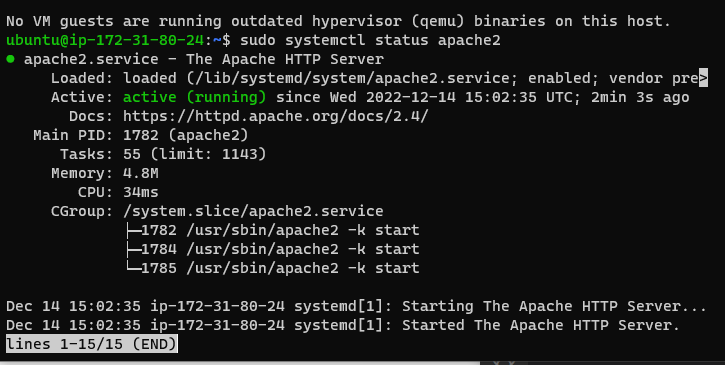 No VM guests are running outdated hypervisor (qemu) binaries on this host.
ubuntu@ip-172-31-80-24:~$ sudo systemctl status apache2
● apache2.service - The Apache HTTP Server
     Loaded: loaded (/lib/systemd/system/apache2.service; enabled; vendor pre>
     Active: active (running) since Wed 2022-12-14 15:02:35 UTC; 2min 3s ago
       Docs: https://httpd.apache.org/docs/2.4/
   Main PID: 1782 (apache2)
      Tasks: 55 (limit: 1143)
     Memory: 4.8M
        CPU: 34ms
     CGroup: /system.slice/apache2.service
             ├─1782 /usr/sbin/apache2 -k start
             ├─1784 /usr/sbin/apache2 -k start
             └─1785 /usr/sbin/apache2 -k start

Dec 14 15:02:35 ip-172-31-80-24 systemd[1]: Starting The Apache HTTP Server...
Dec 14 15:02:35 ip-172-31-80-24 systemd[1]: Started The Apache HTTP Server.
lines 1-15/15 (END)